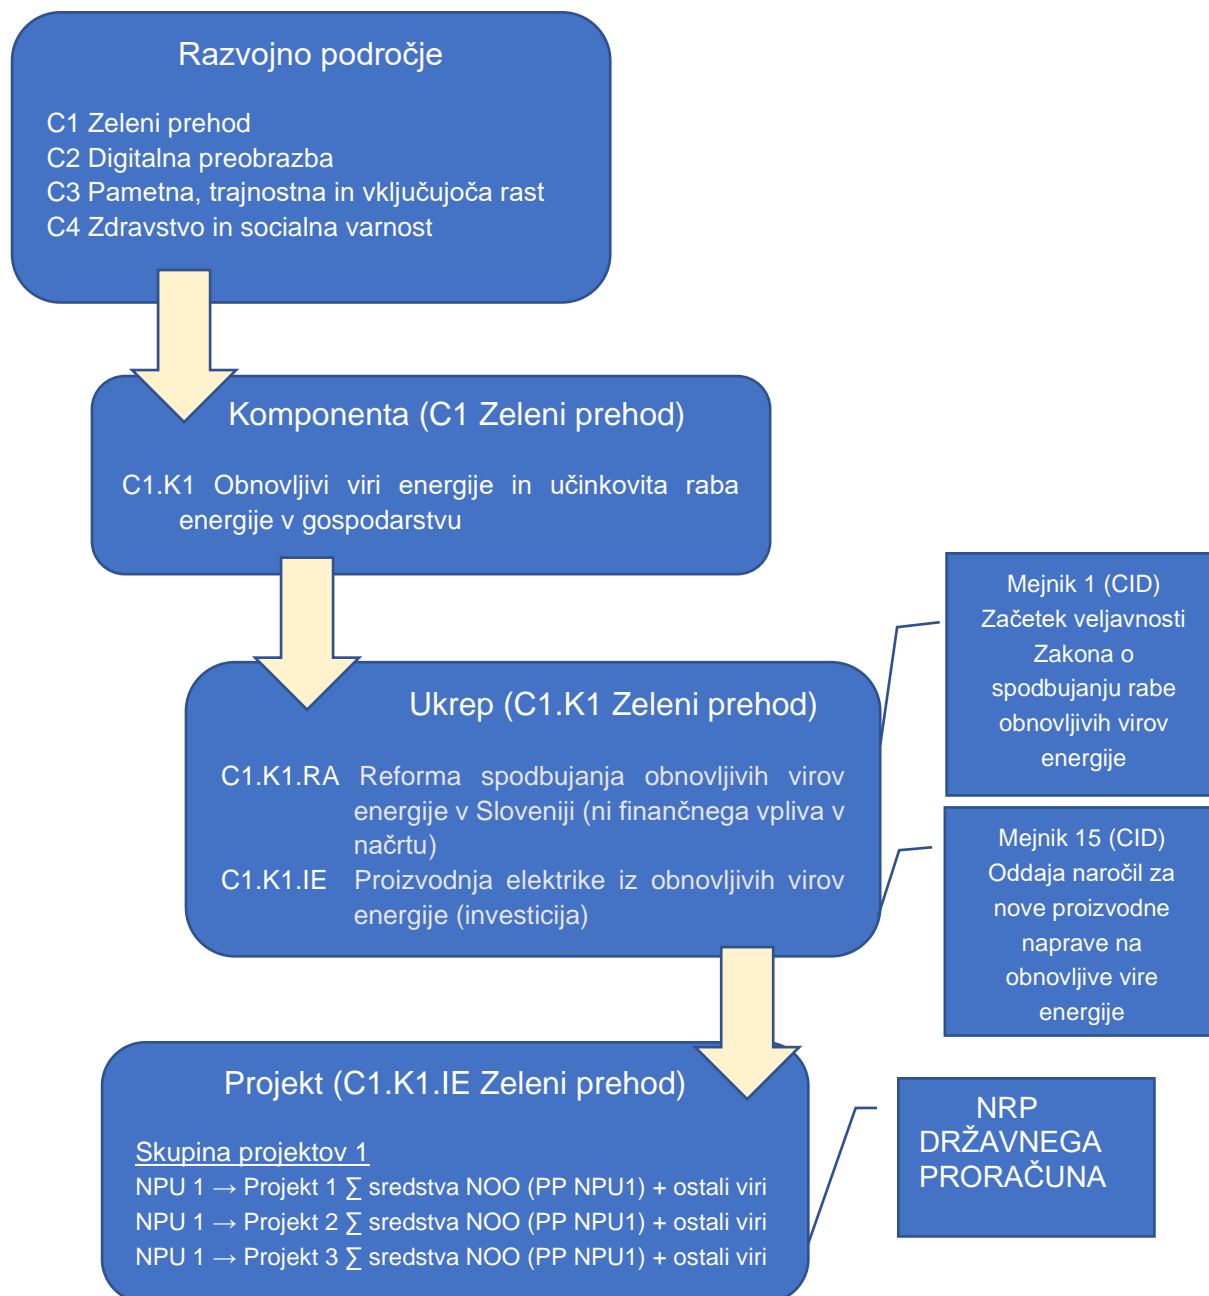 Razvojno področje
C1 Zeleni prehod
C2 Digitalna preobrazba
C3 Pametna, trajnostna in vključujoča rast
C4 Zdravstvo in socialna varnost
Komponenta (C1 Zeleni prehod)
C1.K1 Obnovljivi viri energije in učinkovita raba
energije v gospodarstvu
Ukrep (C1.K1 Zeleni prehod)
C1.K1.RA Reforma spodbujanja obnovljivih virov
energije v Sloveniji (ni finančnega vpliva v
načrtu)
C1.K1.IE Proizvodnja elektrike iz obnovljivih virov
energije (investicija)
Mejnik 1 (CID)
Začetek veljavnosti
Zakona o
spodbujanju rabe
obnovljivih virov
energije
Mejnik 15 (CID)
Oddaja naročil za
nove proizvodne
naprave na
obnovljive vire
energije
Projekt (C1.K1.IE Zeleni prehod)
Skupina projektov 1
NPU 1 → Projekt 1 ∑ sredstva NOO (PP NPU1) + ostali viri
NPU 1 → Projekt 2 ∑ sredstva NOO (PP NPU1) + ostali viri
NPU 1 → Projekt 3 ∑ sredstva NOO (PP NPU1) + ostali viri
NRP
DRŽAVNEGA
PRORAČUNA